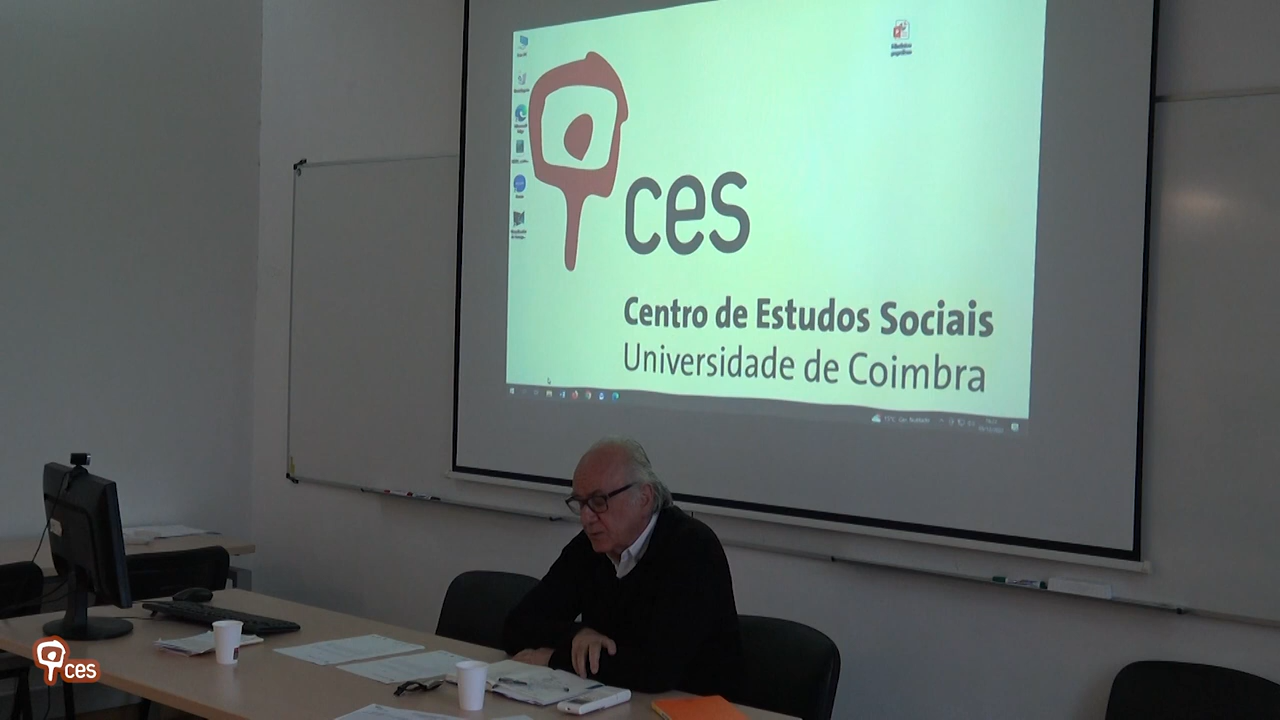 ces
Centro de Estudos Sociais
Universidade de Coimbra
ces